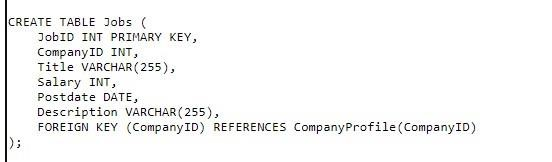 CREATE TABLE Jobs (
    JobID INT PRIMARY KEY,
    CompanyID INT,
    Title VARCHAR(255),
    Salary INT,
    Postdate DATE,
    Description VARCHAR(255),
    FOREIGN KEY (CompanyID) REFERENCES CompanyProfile(CompanyID)
);